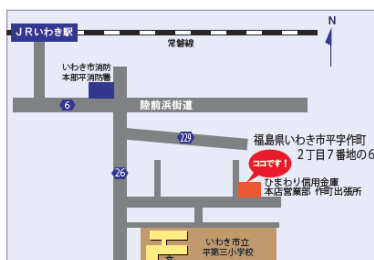 JRいわき駅
N
常磐線
いわき市消防
本部平消防署
6
陸前浜街道
229
福島県いわき市平字作町
2丁目7番地の6
ココです！
26
ひまわり信用金庫
本店営業部 作町出張所
いわき市立
平第三小学校
文